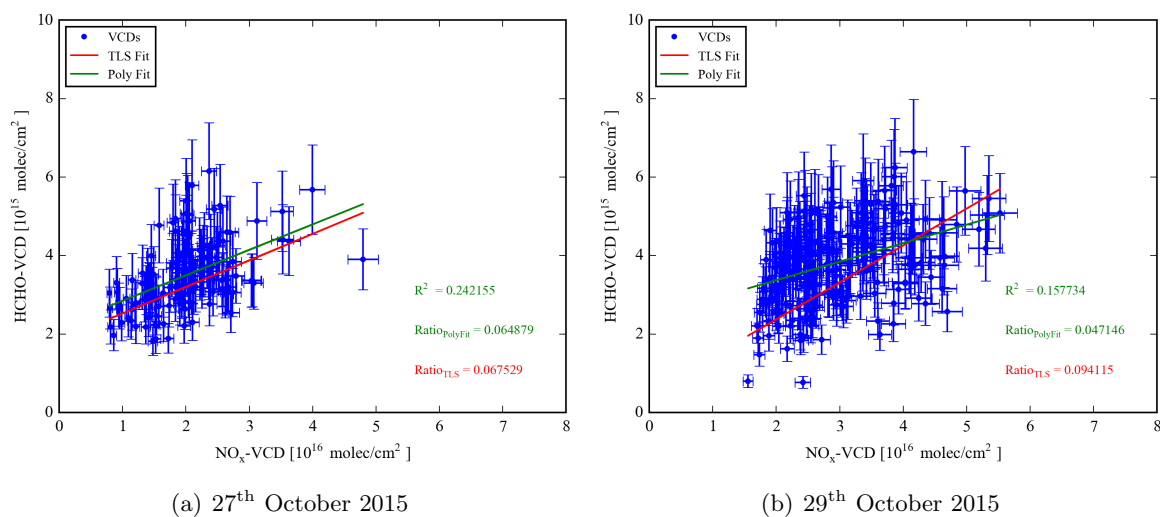 10
8
6
4
2
0
HCHO-VCD [10^15 molec/cm^2 ]
VCDs
TLS Fit
Poly Fit
R^2 = 0.242155
Ratio_PolyFit = 0.064879
Ratio_TLS = 0.067529
0 1 2 3 4 5 6 7 8
NO_x-VCD [10^16 molec/cm^2 ]
(a) 27^th October 2015
10
8
6
4
2
0
HCHO-VCD [10^15 molec/cm^2 ]
VCDs
TLS Fit
Poly Fit
R^2 = 0.157734
Ratio_PolyFit = 0.047146
Ratio_TLS = 0.094115
0 1 2 3 4 5 6 7 8
NO_x-VCD [10^16 molec/cm^2 ]
(b) 29^th October 2015